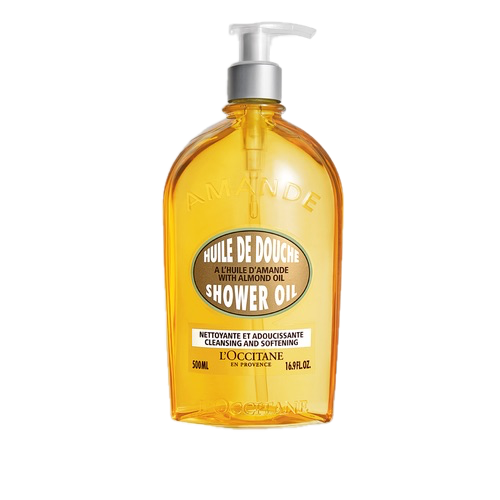 AMANDE
HUILE DE DOUCHE
A L'HUILE D'AMANDE
WITH ALMOND OIL
SHOWER OIL
NETTOYANTE ET ADOUCISSANTE
CLEANSING AND SOFTENING
L'OCCITANE
EN PROVENCE
500ML 16.9FL.OZ.
L'OCCITANE